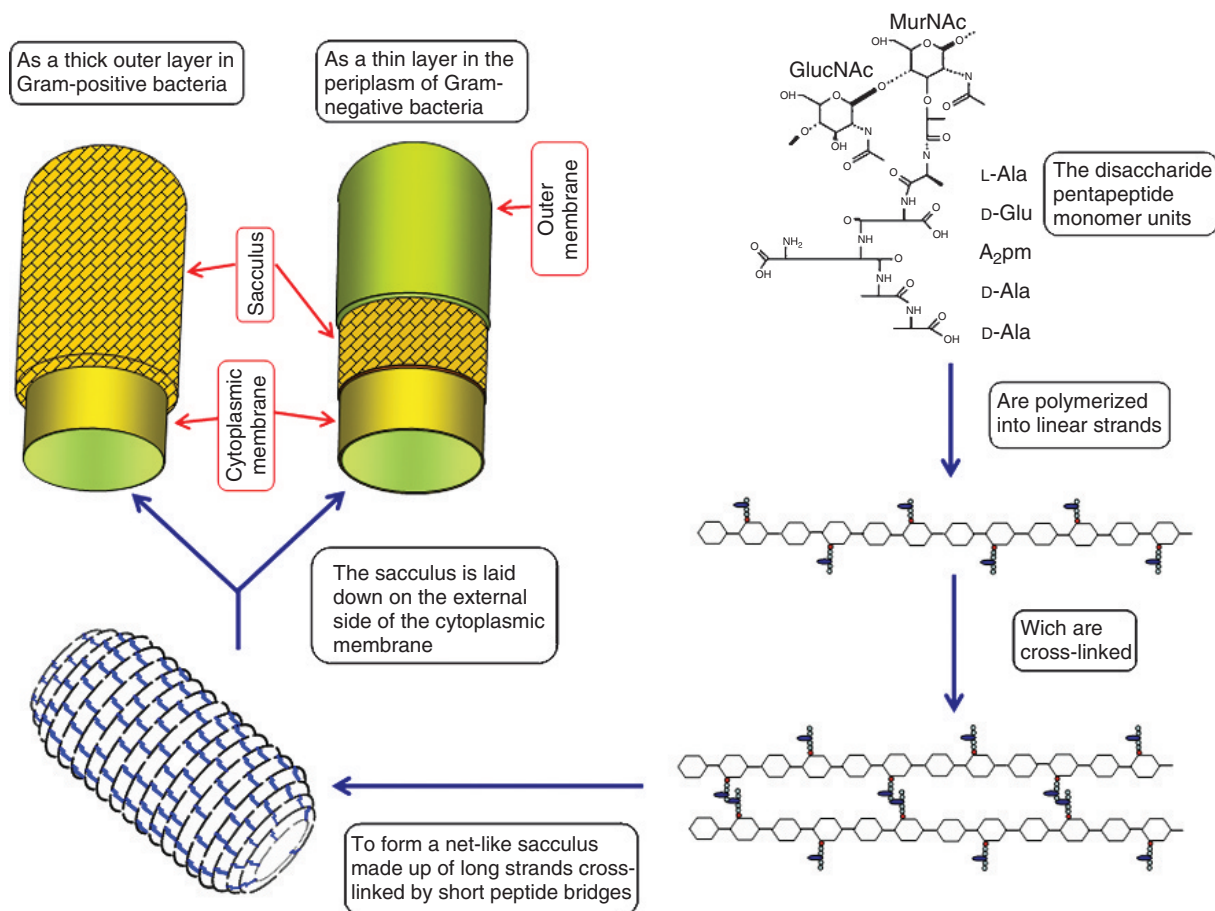 As a thick outer layer in
Gram-positive bacteria
As a thin layer in the
periplasm of Gram-
negative bacteria
Outer
membrane
Sacculus
Cytoplasmic
membrane
MurNAc
GlucNAc
OH
O
O
O
OH
O
N
O
O
O
O
OH
N
O
O
N
O
NH
O
O
OH
NH
NH2
O
OH
O
NH
O
NH
O
OH
L-Ala
D-Glu
A2pm
D-Ala
D-Ala
The disaccharide
pentapeptide
monomer units
Are polymerized
into linear strands
Wich are
cross-linked
To form a net-like sacculus
made up of long strands cross-
linked by short peptide bridges
The sacculus is laid
down on the external
side of the cytoplasmic
membrane